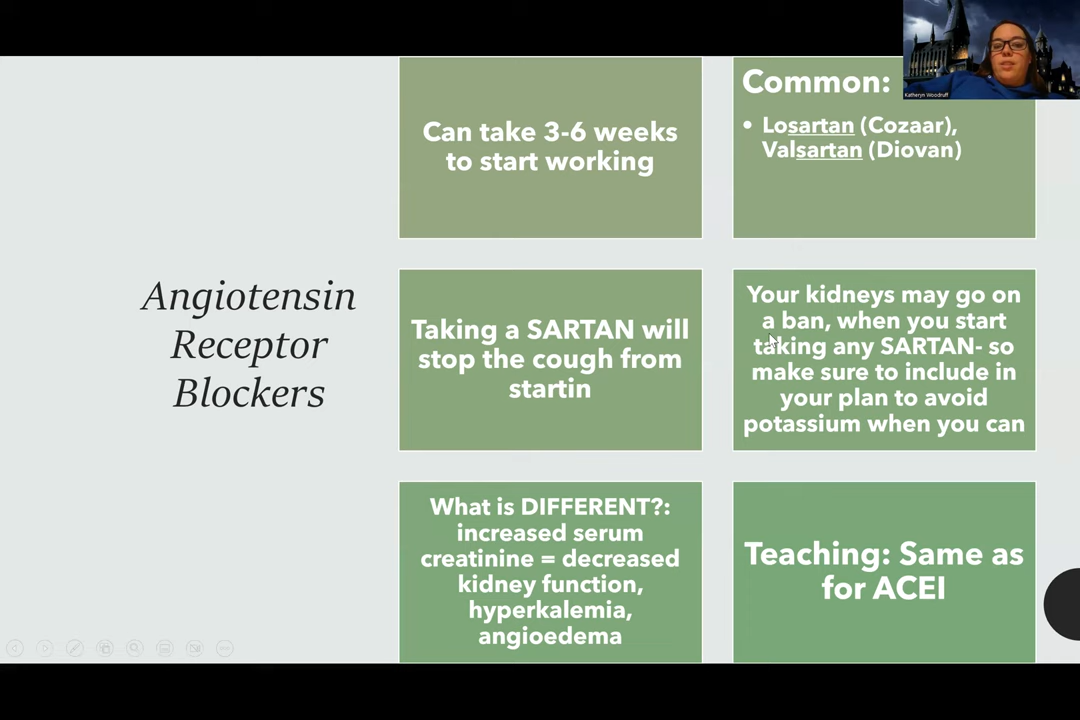 Angiotensin
Receptor
Blockers
Can take 3-6 weeks
to start working
Common:
• Losartan (Cozaar),
Valsartan (Diovan)
Taking a SARTAN will
stop the cough from
startin
Your kidneys may go on
a ban, when you start
taking any SARTAN- so
make sure to include in
your plan to avoid
potassium when you can
What is DIFFERENT?:
increased serum
creatinine = decreased
kidney function,
hyperkalemia,
angioedema
Teaching: Same as
for ACEI
Katheryn Woodruff